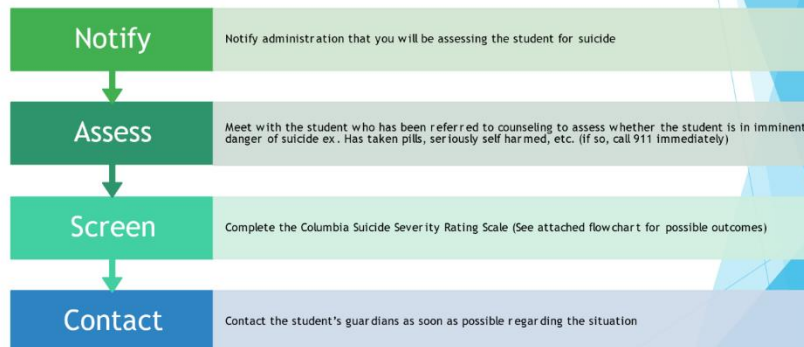 Notify
Notify administration that you will be assessing the student for suicide
Assess
Meet with the student who has been referred to counseling to assess whether the student is in imminent
danger of suicide ex. Has taken pills, seriously self harmed, etc. (if so, call 911 immediately)
Screen
Complete the Columbia Suicide Severity Rating Scale (See attached flowchart for possible outcomes)
Contact
Contact the student's guardians as soon as possible regarding the situation